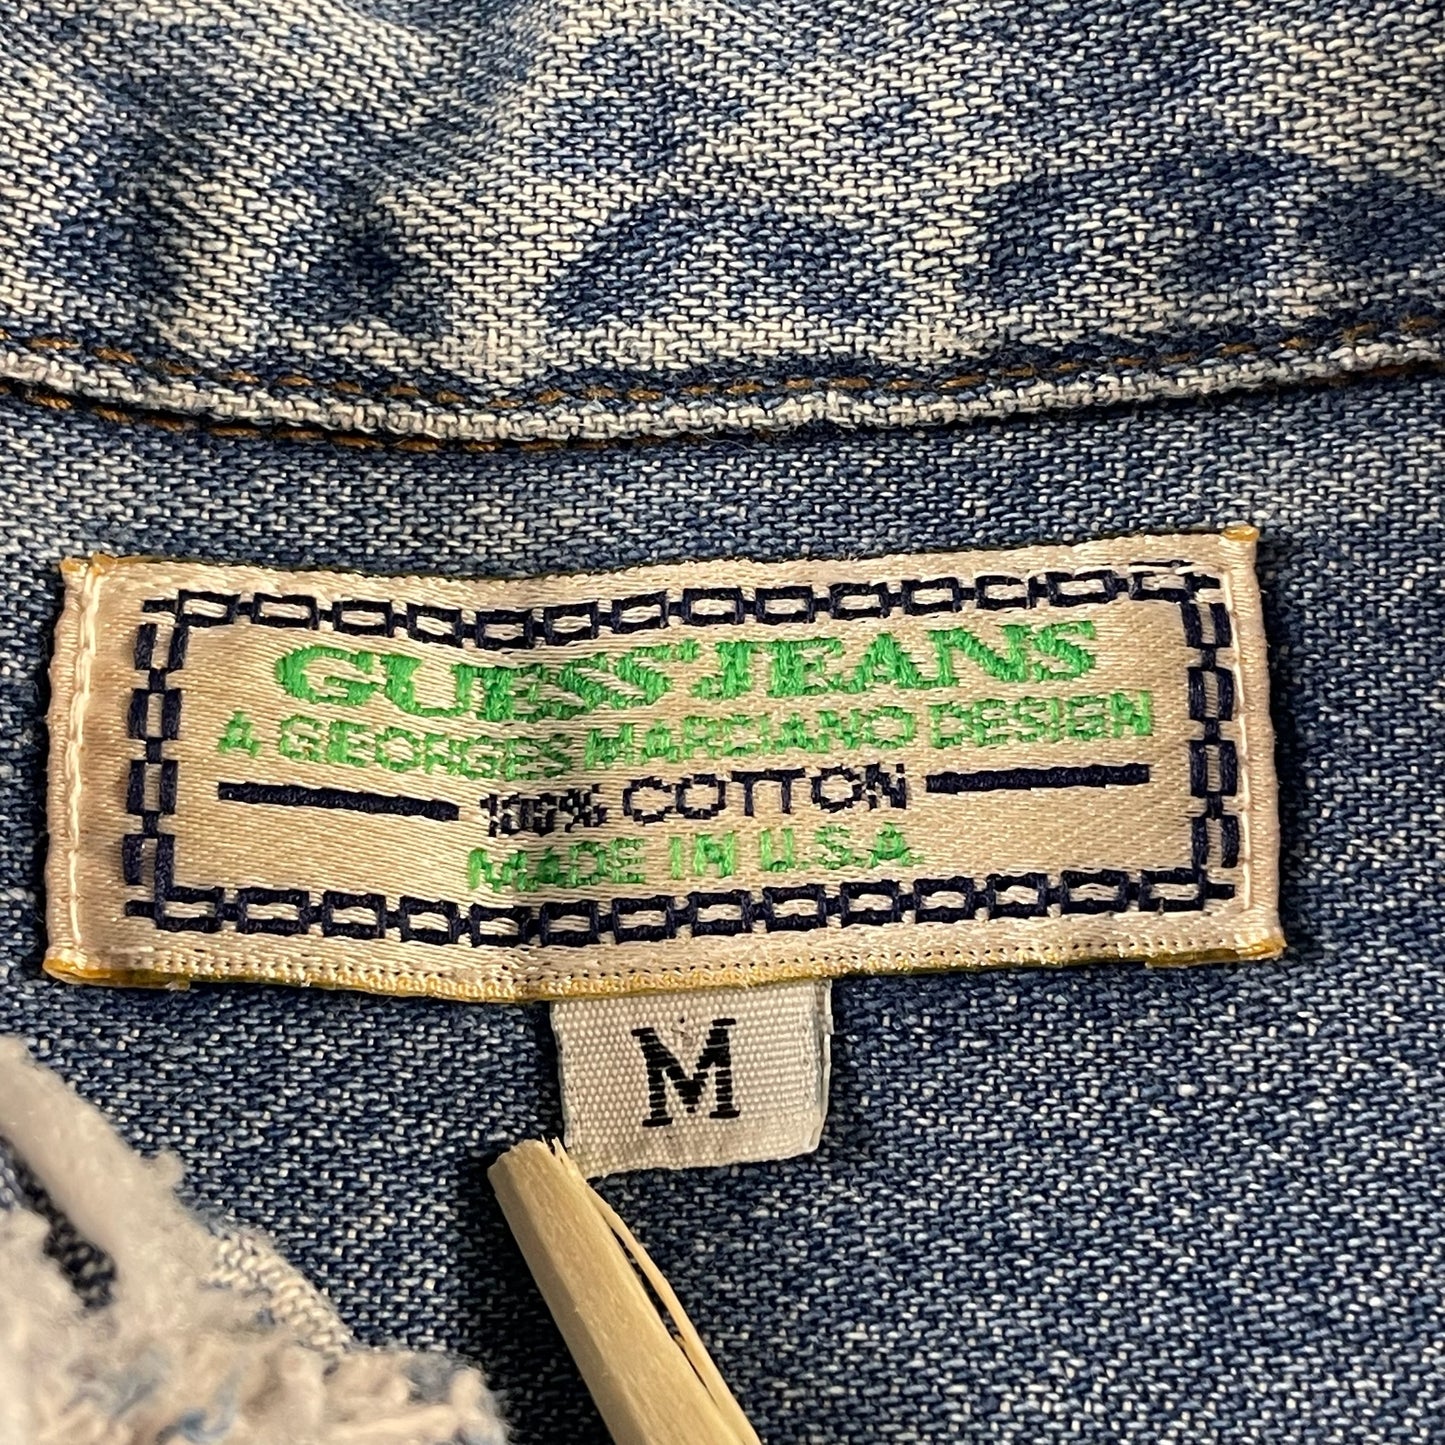 GUESS JEANS
A GEORGES MARCIANO DESIGN
100% COTTON
MADE IN U.S.A.
M